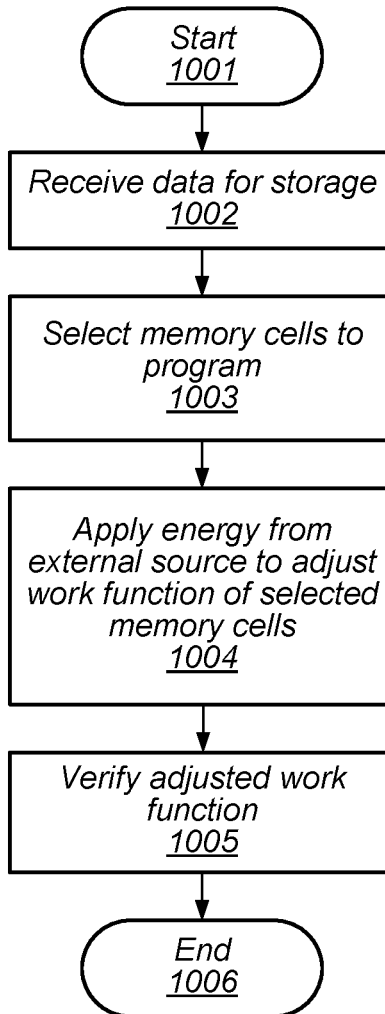 Start
1001
Receive data for storage
1002
Select memory cells to
program
1003
Apply energy from
external source to adjust
work function of selected
memory cells
1004
Verify adjusted work
function
1005
End
1006